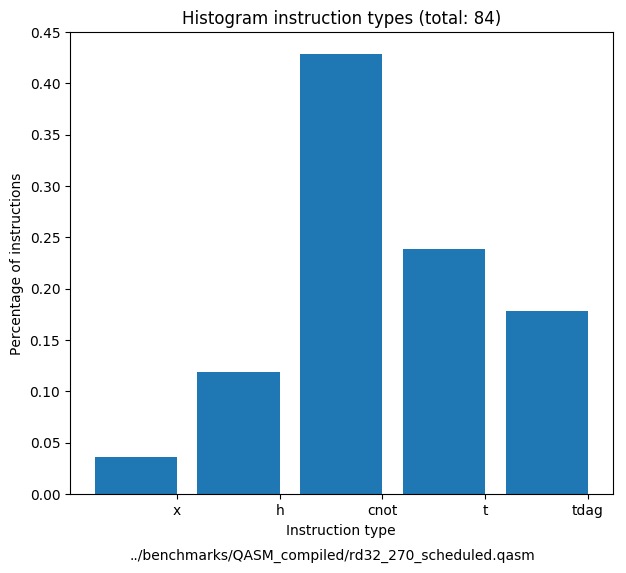 Histogram instruction types (total: 84)
0.45
0.40
0.35
0.30
0.25
0.20
0.15
0.10
0.05
0.00
Percentage of instructions
x h cnot t tdag
Instruction type
../benchmarks/QASM_compiled/rd32_270_scheduled.qasm